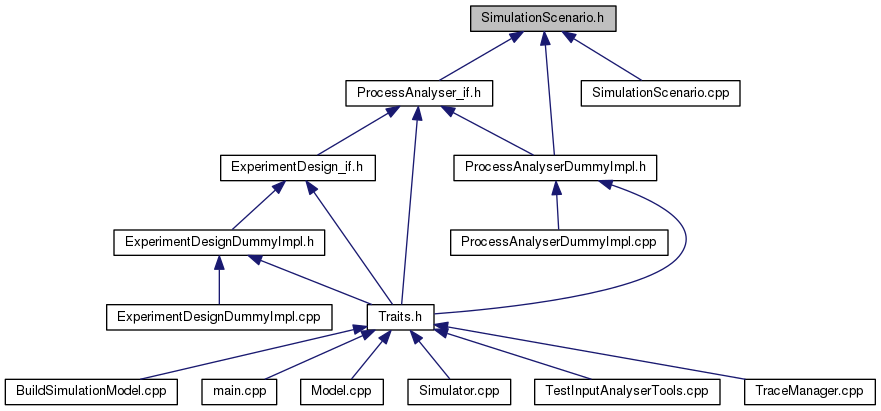 SimulationScenario.h
ProcessAnalyser_if.h
SimulationScenario.cpp
ExperimentDesign_if.h
ProcessAnalyserDummyImpl.h
ExperimentDesignDummyImpl.h
ProcessAnalyserDummyImpl.cpp
ExperimentDesignDummyImpl.cpp
Traits.h
BuildSimulationModel.cpp
main.cpp
Model.cpp
Simulator.cpp
TestInputAnalyserTools.cpp
TraceManager.cpp